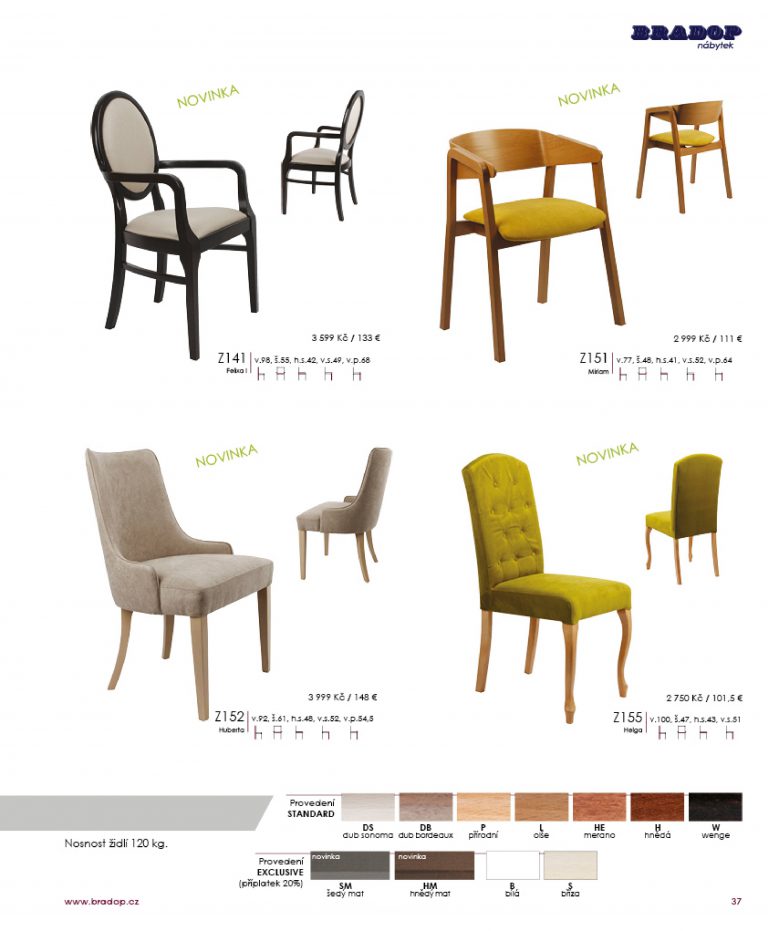 BRADOP
nábytek
NOVINKA
NOVINKA
3 599 Kč / 133 €
Z141
v.98, š.55, h.s.42, v.s.49, v.p.68
Felixa I
2 999 Kč / 111 €
Z151
v.77, š.48, h.s.41, v.s.52, v.p.64
Miriam
NOVINKA
NOVINKA
3 999 Kč / 148 €
Z152
v.92, š.61, h.s.48, v.s.52, v.p.54,5
Huberta
2 750 Kč / 101,5 €
Z155
v.100, š.47, h.s.43, v.s.51
Helga
Provedení
STANDARD
DS
dub sonoma
DB
dub bordeaux
P
přírodní
L
olše
HE
merano
H
hnědá
W
wenge
Nosnost židlí 120 kg.
Provedení
EXCLUSIVE
(příplatek 20%)
novinka
SM
šedý mat
novinka
HM
hnědý mat
B
bílá
S
bříza
www.bradop.cz
37